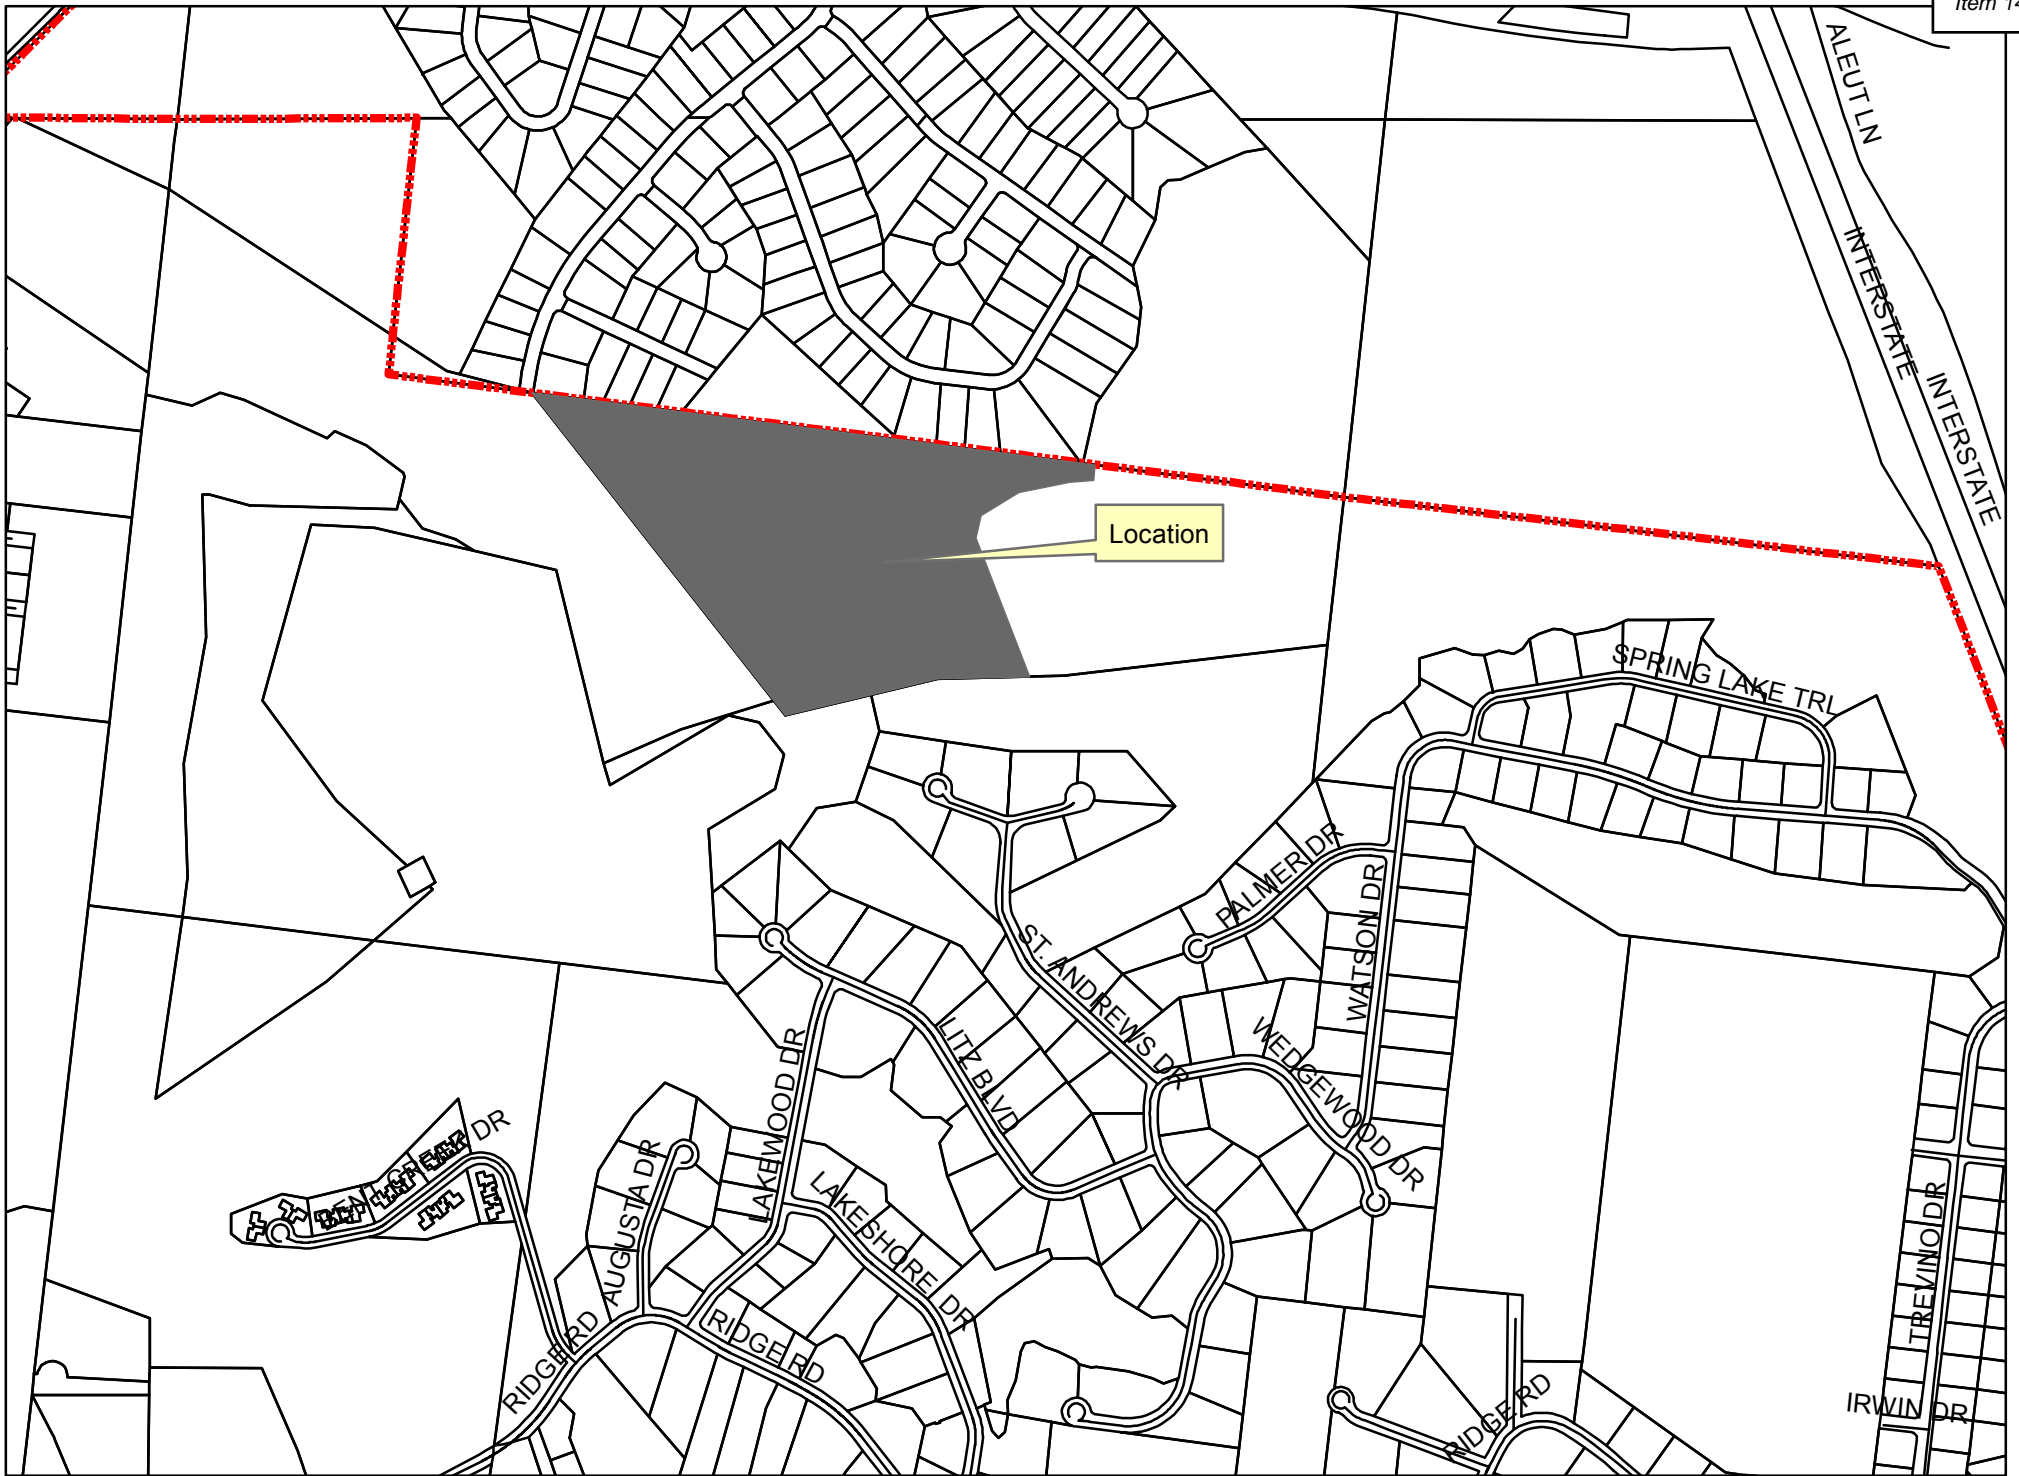 Item 14
ALEUT LN
INTERSTATE
INTERSTATE
Location
SPRING LAKE TRL
PALMER DR
WATSON DR
ST. ANDREWS DR
WEDGEWOOD DR
LITZ BLVD
LAKEWOOD DR
DR
AUGUSTA DR
LAKESHORE DR
RIDGE RD
RIDGE RD
RIDGE RD
TREVINO DR
IRWIN DR